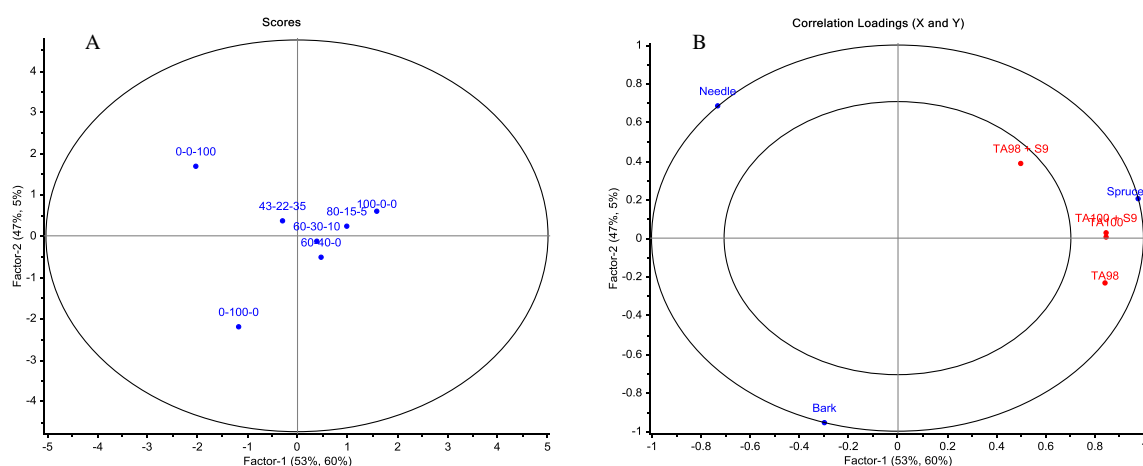 Scores
A
4
3
2
1
0
-1
-2
-3
-4
Factor-2 (47%, 5%)
0-0-100
43-22-35
100-0-0
80-15-5
60-30-10
60-40-0
0-100-0
-5 -4 -3 -2 -1 0 1 2 3 4 5
Factor-1 (53%, 60%)
Correlation Loadings (X and Y)
B
1
0.8
0.6
0.4
0.2
0
-0.2
-0.4
-0.6
-0.8
-1
Factor-2 (47%, 5%)
Needle
TA98 + S9
Spruce
TA100 + S9
TA100
TA98
Bark
-1 -0.8 -0.6 -0.4 -0.2 0 0.2 0.4 0.6 0.8
Factor-1 (53%, 60%)